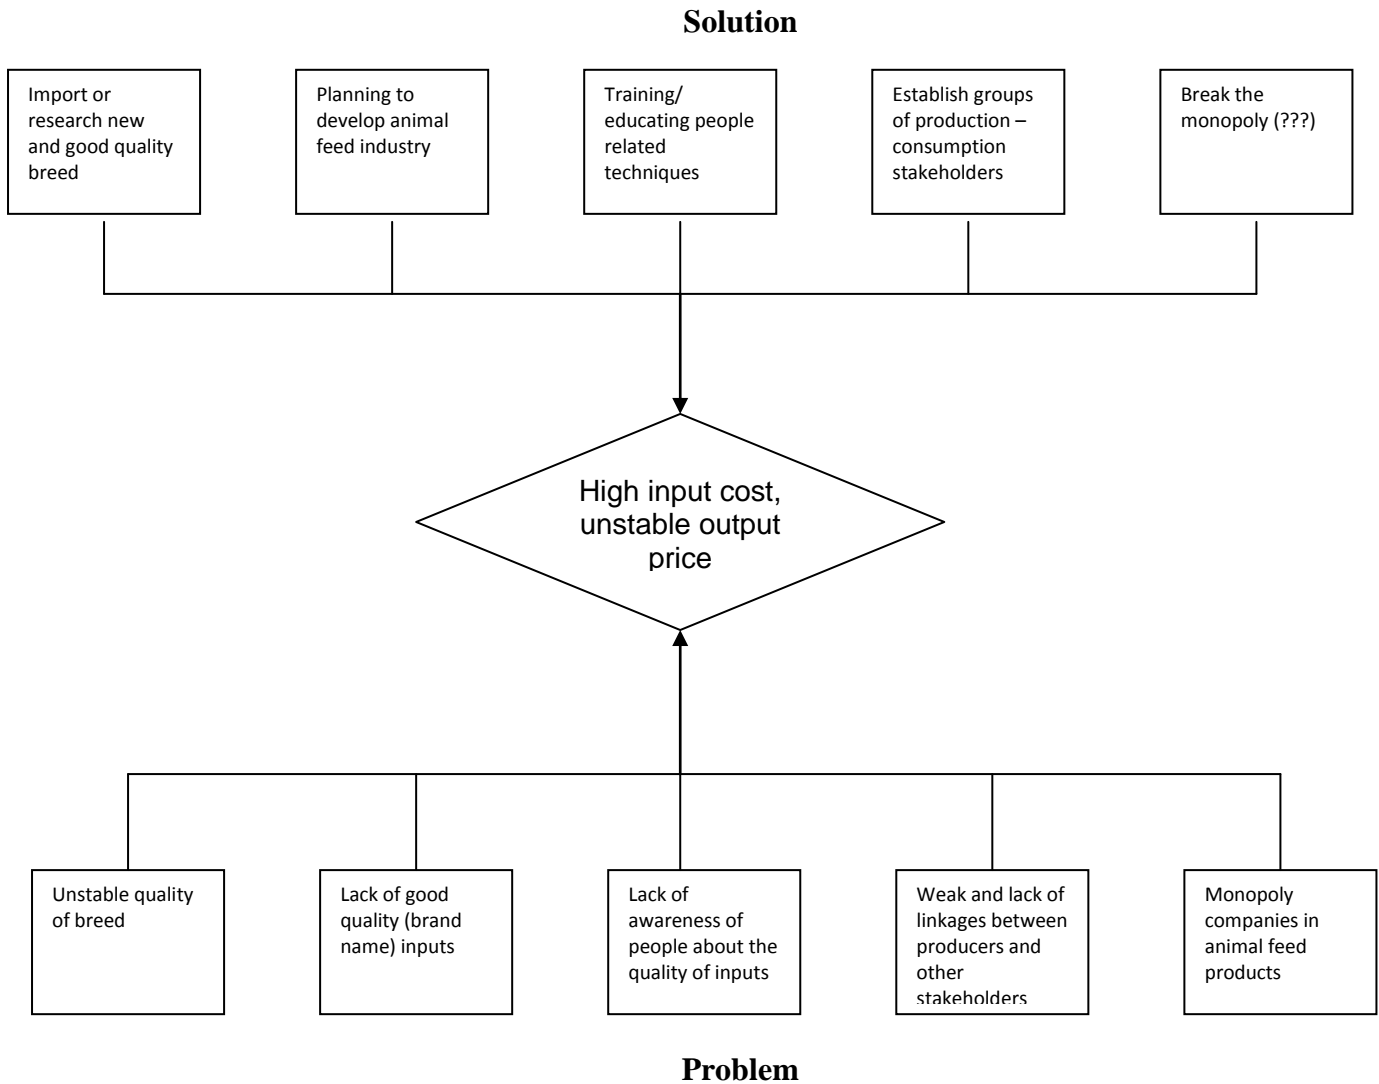 Solution
Import or
research new
and good quality
breed
Planning to
develop animal
feed industry
Training/
educating people
related
techniques
Establish groups
of production –
consumption
stakeholders
Break the
monopoly (???)
High input cost,
unstable output
price
Unstable quality
of breed
Lack of good
quality (brand
name) inputs
Lack of
awareness of
people about the
quality of inputs
Weak and lack of
linkages between
producers and
other
stakeholders
Monopoly
companies in
animal feed
products
Problem